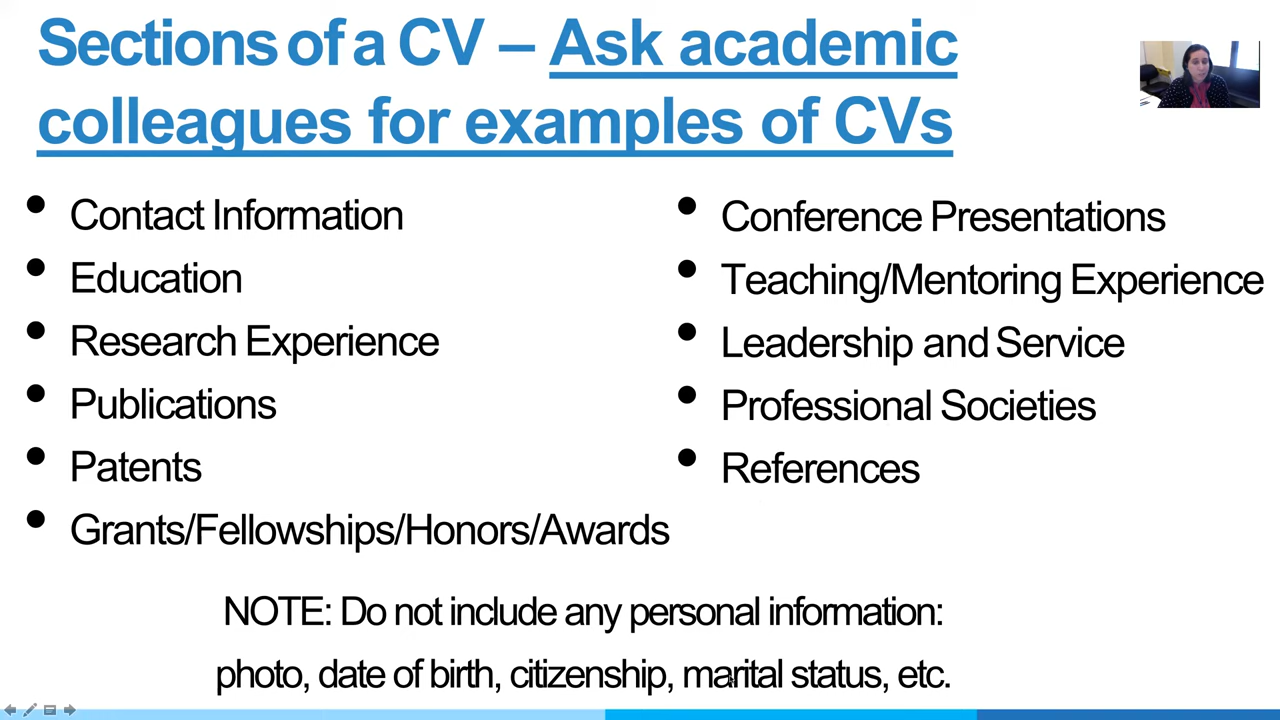 Sections of a CV – Ask academic
colleagues for examples of CVs
• Contact Information
• Education
• Research Experience
• Publications
• Patents
• Grants/Fellowships/Honors/Awards
• Conference Presentations
• Teaching/Mentoring Experience
• Leadership and Service
• Professional Societies
• References
NOTE: Do not include any personal information:
photo, date of birth, citizenship, marital status, etc.